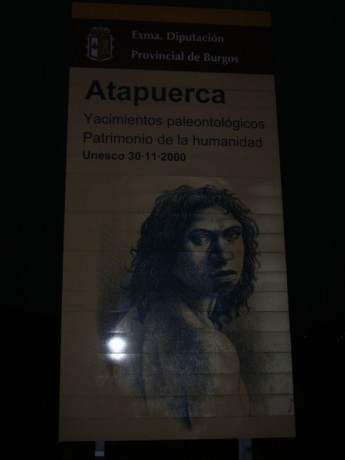 Exma. Diputación
Provincial de Burgos
Atapuerca
Yacimientos paleontológicos
Patrimonio de la humanidad
Unesco 30-11-2000